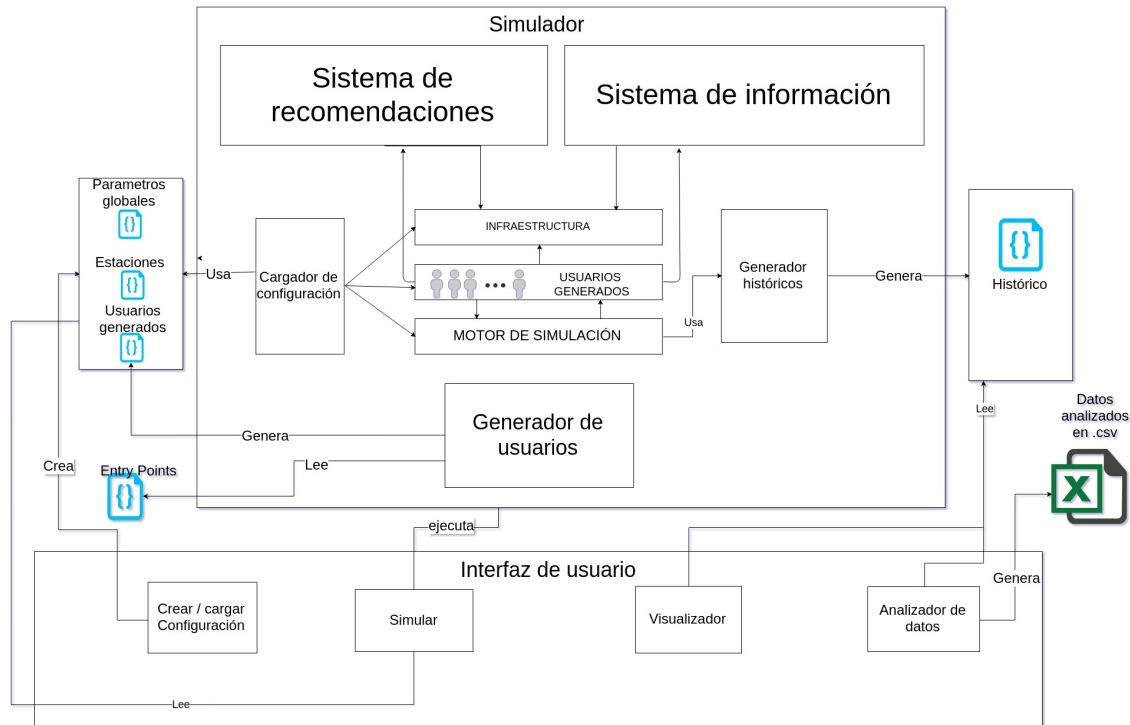 Simulador
Sistema de
recomendaciones
Sistema de información
Parametros
globales
{}
Estaciones
{}
Usuarios
generados
{}
Usa
Cargador de
configuración
INFRAESTRUCTURA
USUARIOS
GENERADOS
MOTOR DE SIMULACIÓN
Usa
Generador
históricos
Genera
{}
Histórico
Generador de
usuarios
Genera
Lee
Crea
Entry Points
{}
Lee
Datos
analizados
en .csv
X
ejecuta
Interfaz de usuario
Crear / cargar
Configuración
Simular
Visualizador
Analizador de
datos
Genera
Lee